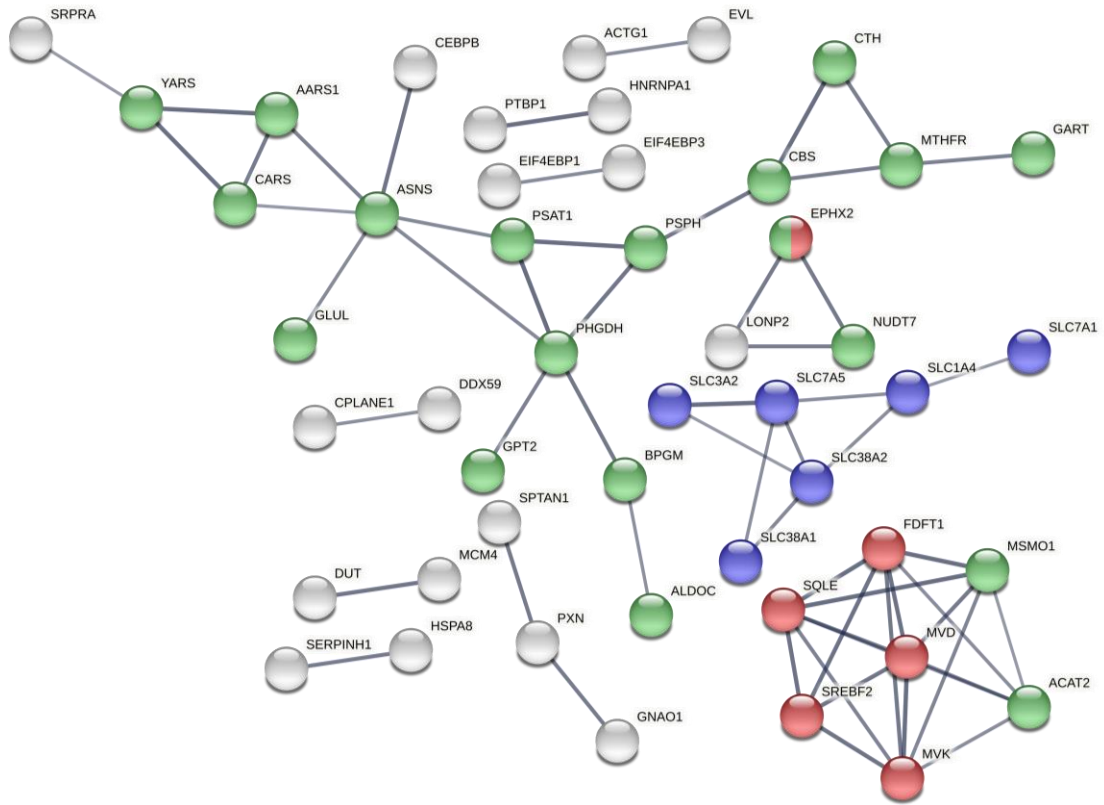 SRPRA
EVL
ACTG1
CEBPB
CTH
YARS
AARS1
HNRNPA1
PTBP1
GART
MTHFR
EIF4EBP3
EIF4EBP1
CBS
CARS
ASNS
EPHX2
PSAT1
PSPH
GLUL
LONP2
NUDT7
PHGDH
SLC7A1
SLC1A4
SLC3A2
SLC7A5
DDX59
CPLANE1
GPT2
BPGM
SLC38A2
SPTAN1
FDFT1
SLC38A1
MSMO1
MCM4
DUT
SQLE
ALDOC
PXN
HSPA8
MVD
SERPINH1
ACAT2
SREBF2
GNAO1
MVK